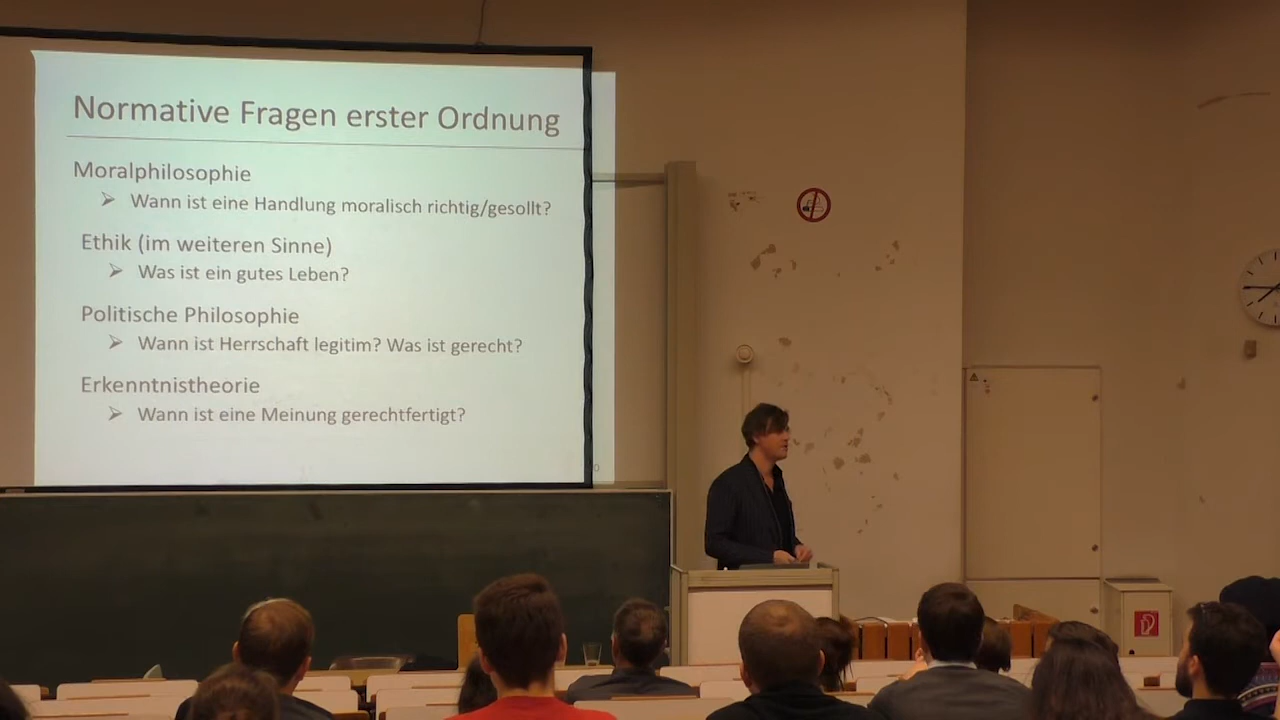 Normative Fragen erster Ordnung
Moralphilosophie
Wann ist eine Handlung moralisch richtig/gesollt?
Ethik (im weiteren Sinne)
Was ist ein gutes Leben?
Politische Philosophie
Wann ist Herrschaft legitim? Was ist gerecht?
Erkenntnistheorie
Wann ist eine Meinung gerechtfertigt?